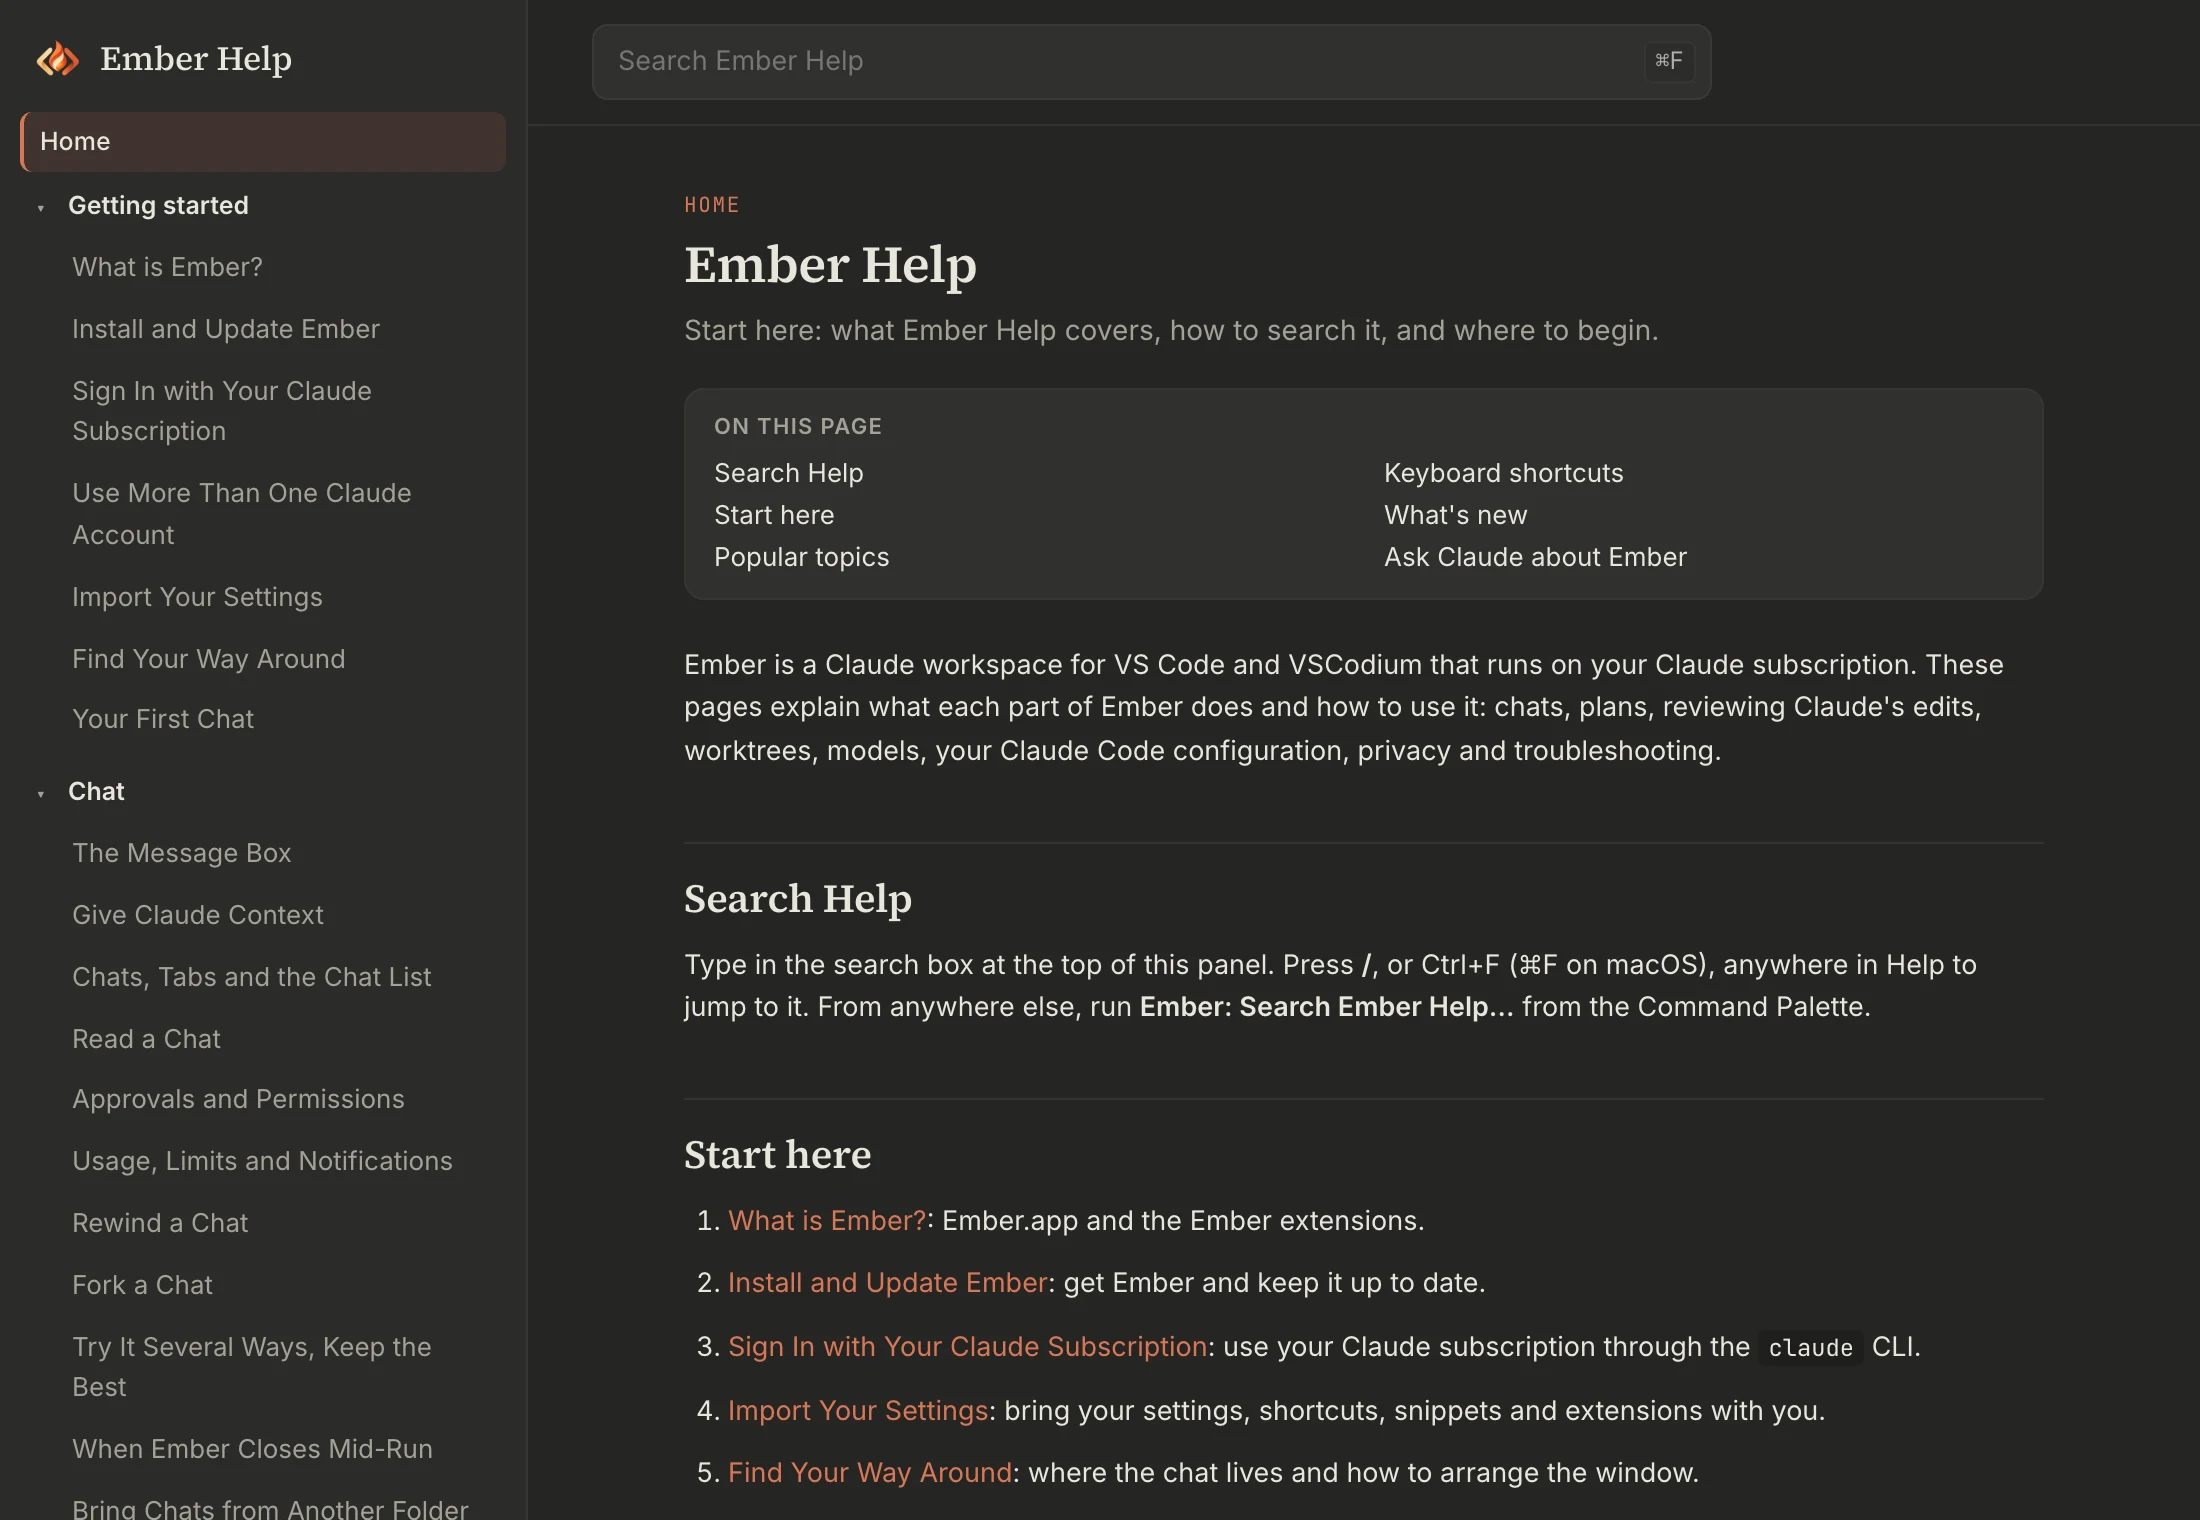 Ember Help
Home
Getting started
What is Ember?
Install and Update Ember
Sign In with Your Claude
Subscription
Use More Than One Claude
Account
Import Your Settings
Find Your Way Around
Your First Chat
Chat
The Message Box
Give Claude Context
Chats, Tabs and the Chat List
Read a Chat
Approvals and Permissions
Usage, Limits and Notifications
Rewind a Chat
Fork a Chat
Try It Several Ways, Keep the
Best
When Ember Closes Mid-Run
Bring Chats from Another Folder
Search Ember Help
⌘F
HOME
Ember Help
Start here: what Ember Help covers, how to search it, and where to begin.
ON THIS PAGE
Search Help
Start here
Popular topics
Keyboard shortcuts
What's new
Ask Claude about Ember
Ember is a Claude workspace for VS Code and VSCodium that runs on your Claude subscription. These
pages explain what each part of Ember does and how to use it: chats, plans, reviewing Claude's edits,
worktrees, models, your Claude Code configuration, privacy and troubleshooting.
Search Help
Type in the search box at the top of this panel. Press /, or Ctrl+F (⌘F on macOS), anywhere in Help to
jump to it. From anywhere else, run Ember: Search Ember Help... from the Command Palette.
Start here
1. What is Ember?: Ember.app and the Ember extensions.
2. Install and Update Ember: get Ember and keep it up to date.
3. Sign In with Your Claude Subscription: use your Claude subscription through the claude CLI.
4. Import Your Settings: bring your settings, shortcuts, snippets and extensions with you.
5. Find Your Way Around: where the chat lives and how to arrange the window.